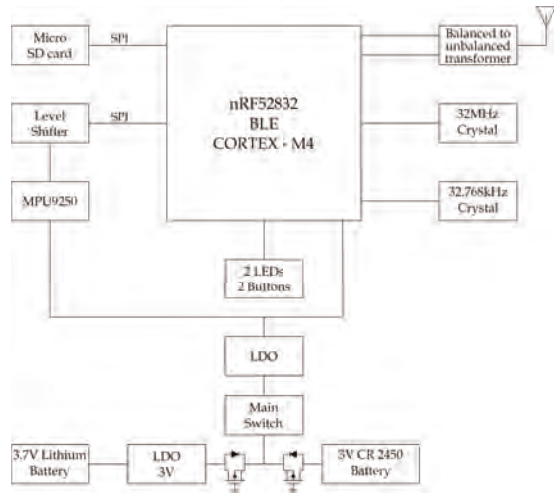 Micro
SD card
SPI
nRF52832
BLE
CORTEX - M4
Balanced to
unbalanced
transformer
Level
Shifter
SPI
32MHz
Crystal
MPU9250
32.768kHz
Crystal
2 LEDs
2 Buttons
LDO
Main
Switch
3.7V Lithium
Battery
LDO
3V
3V CR 2450
Battery